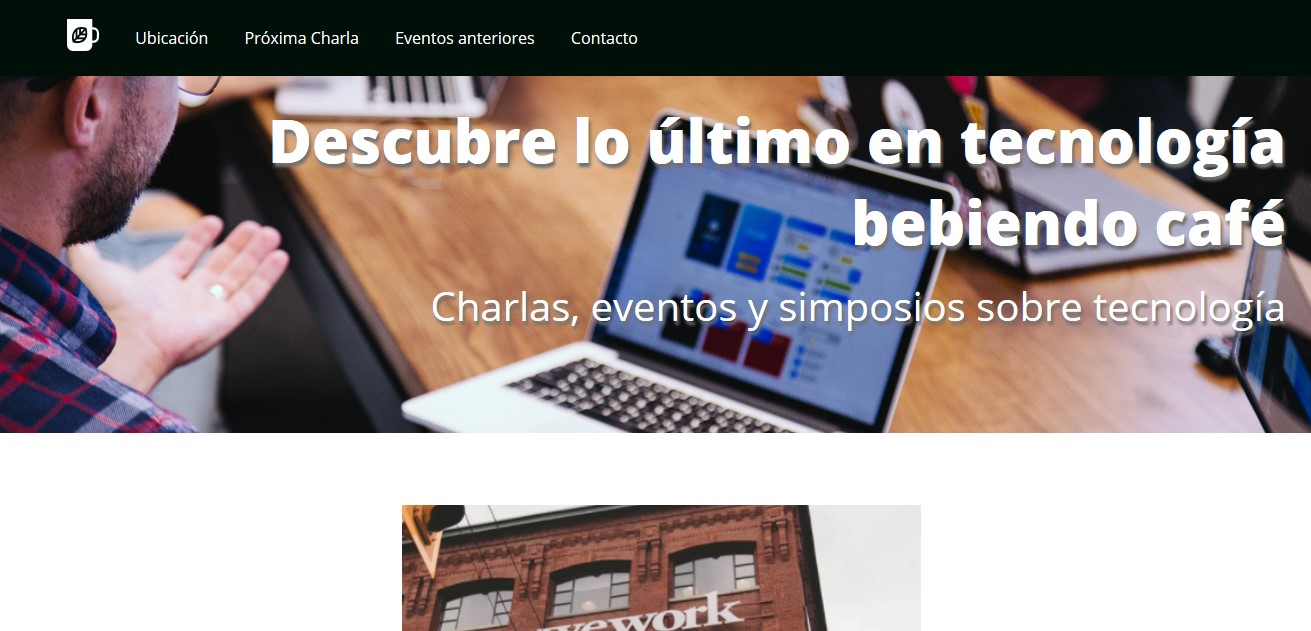 Ubicación
Próxima Charla
Eventos anteriores
Contacto
Descubre lo último en tecnología
bebiendo café
Charlas, eventos y simposios sobre tecnología
wework